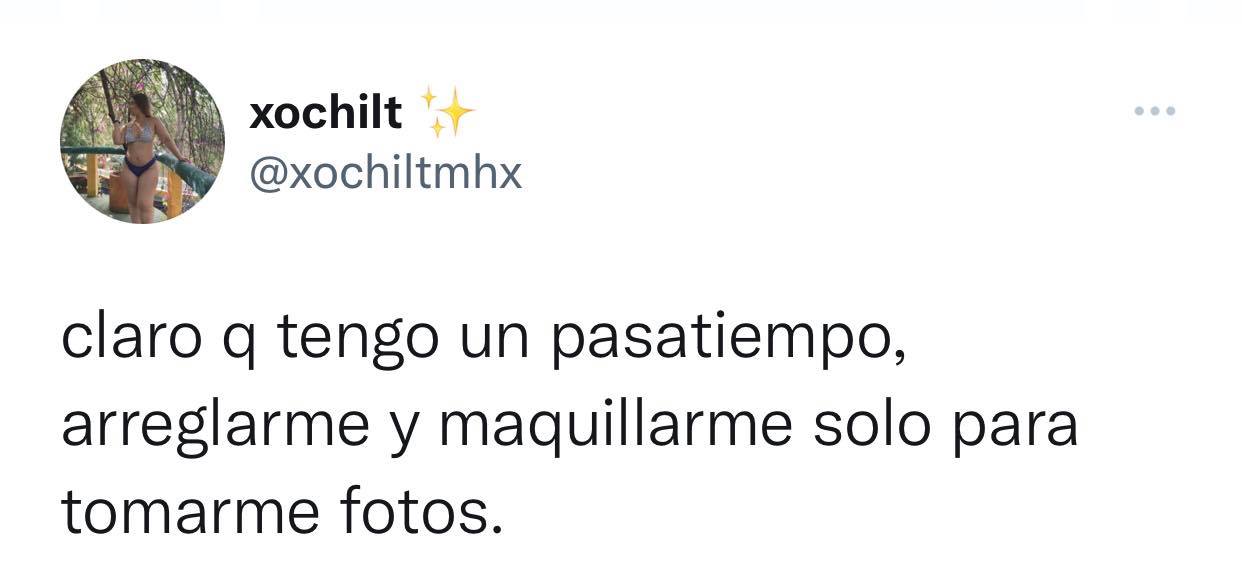 xochilt ✨
@xochiltmhx
claro q tengo un pasatiempo,
arreglarme y maquillarme solo para
tomarme fotos.